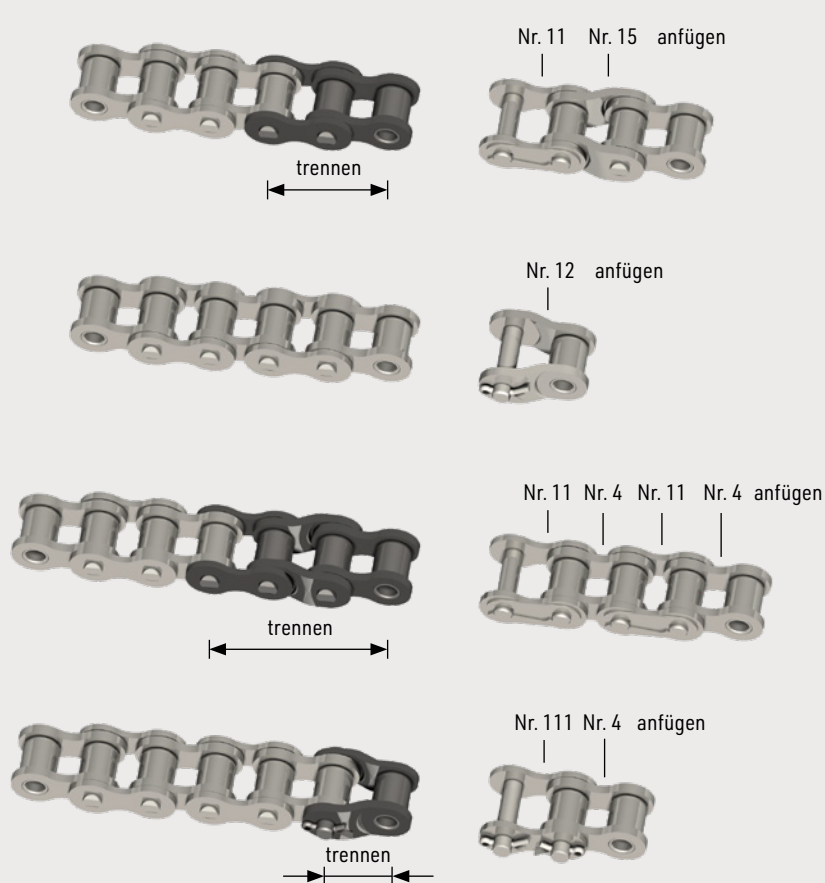 Nr. 11 Nr. 15 anfügen
trennen
Nr. 12 anfügen
Nr. 11 Nr. 4 Nr. 11 Nr. 4 anfügen
trennen
Nr. 111 Nr. 4 anfügen
trennen